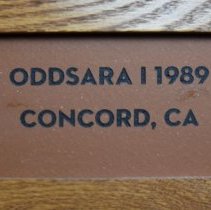 ODDSARA I 1989
CONCORD, CA